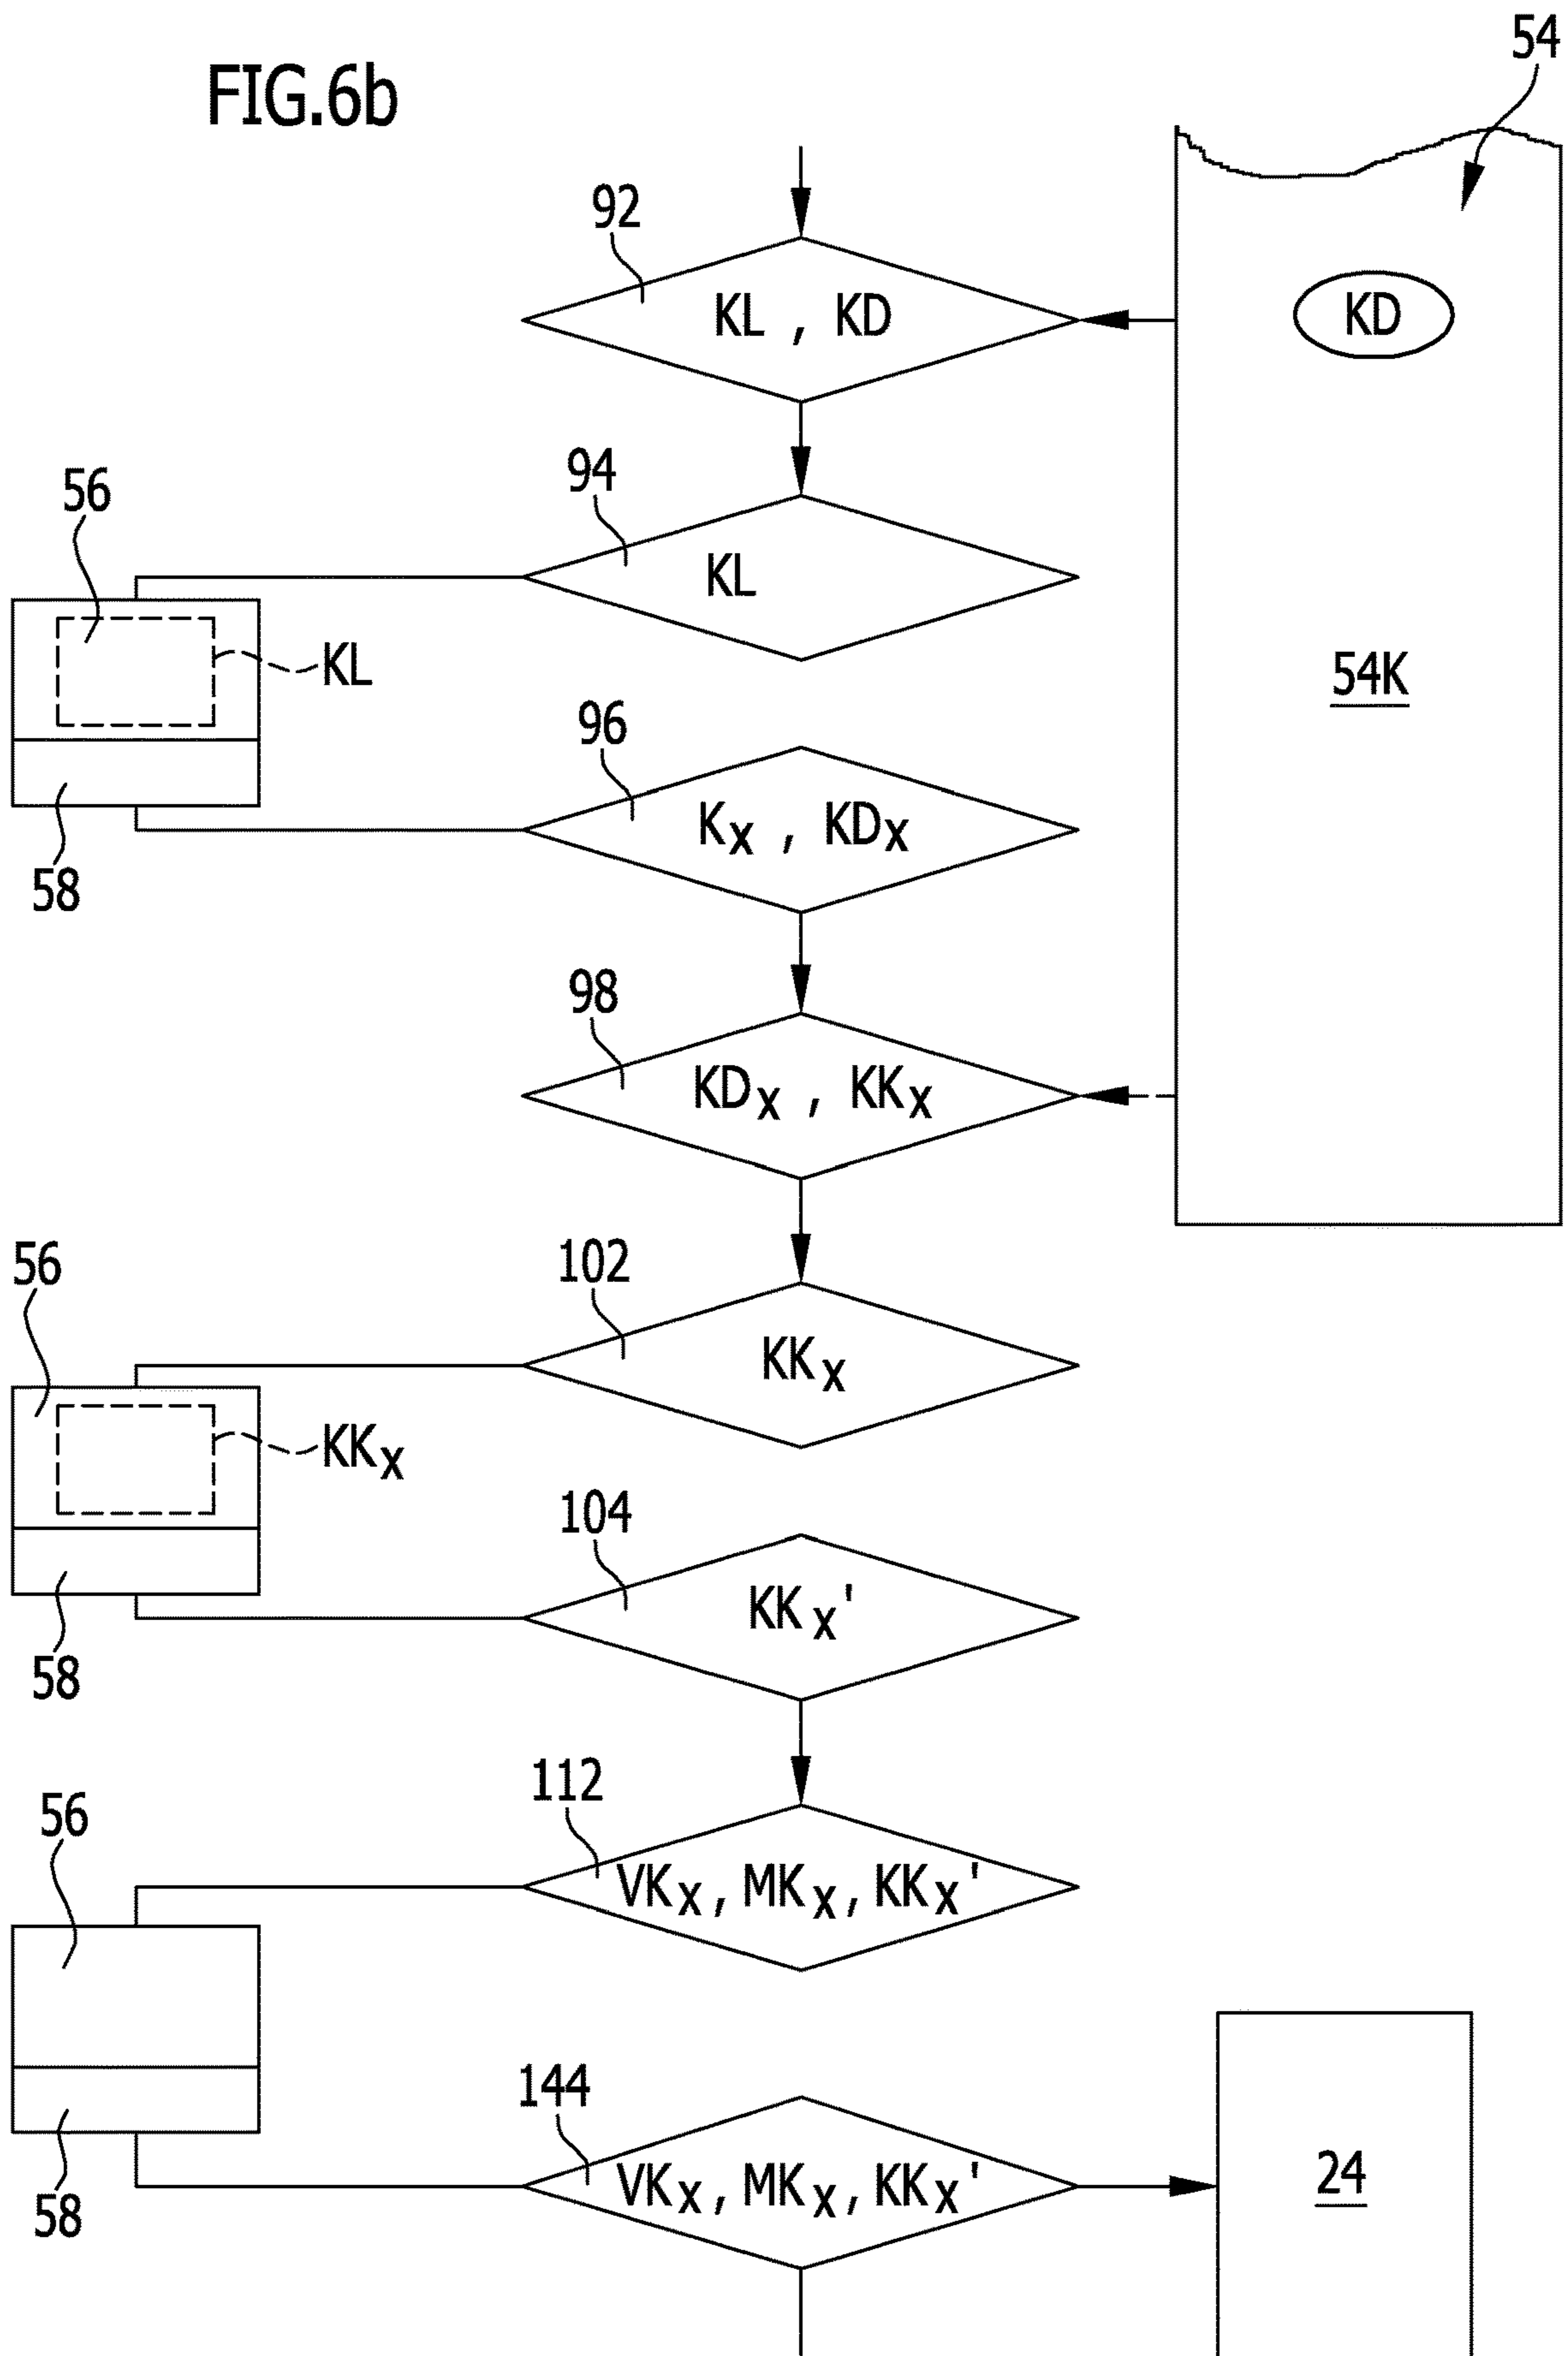 FIG.6b
54
92
KL , KD
KD
94
56
KL
KL
54K
96
Kx , KDx
58
98
KDx , KKx
102
56
KKx
KKx
104
KKx'
58
112
56
VKx, MKx, KKx'
144
58
VKx, MKx, KKx'
24